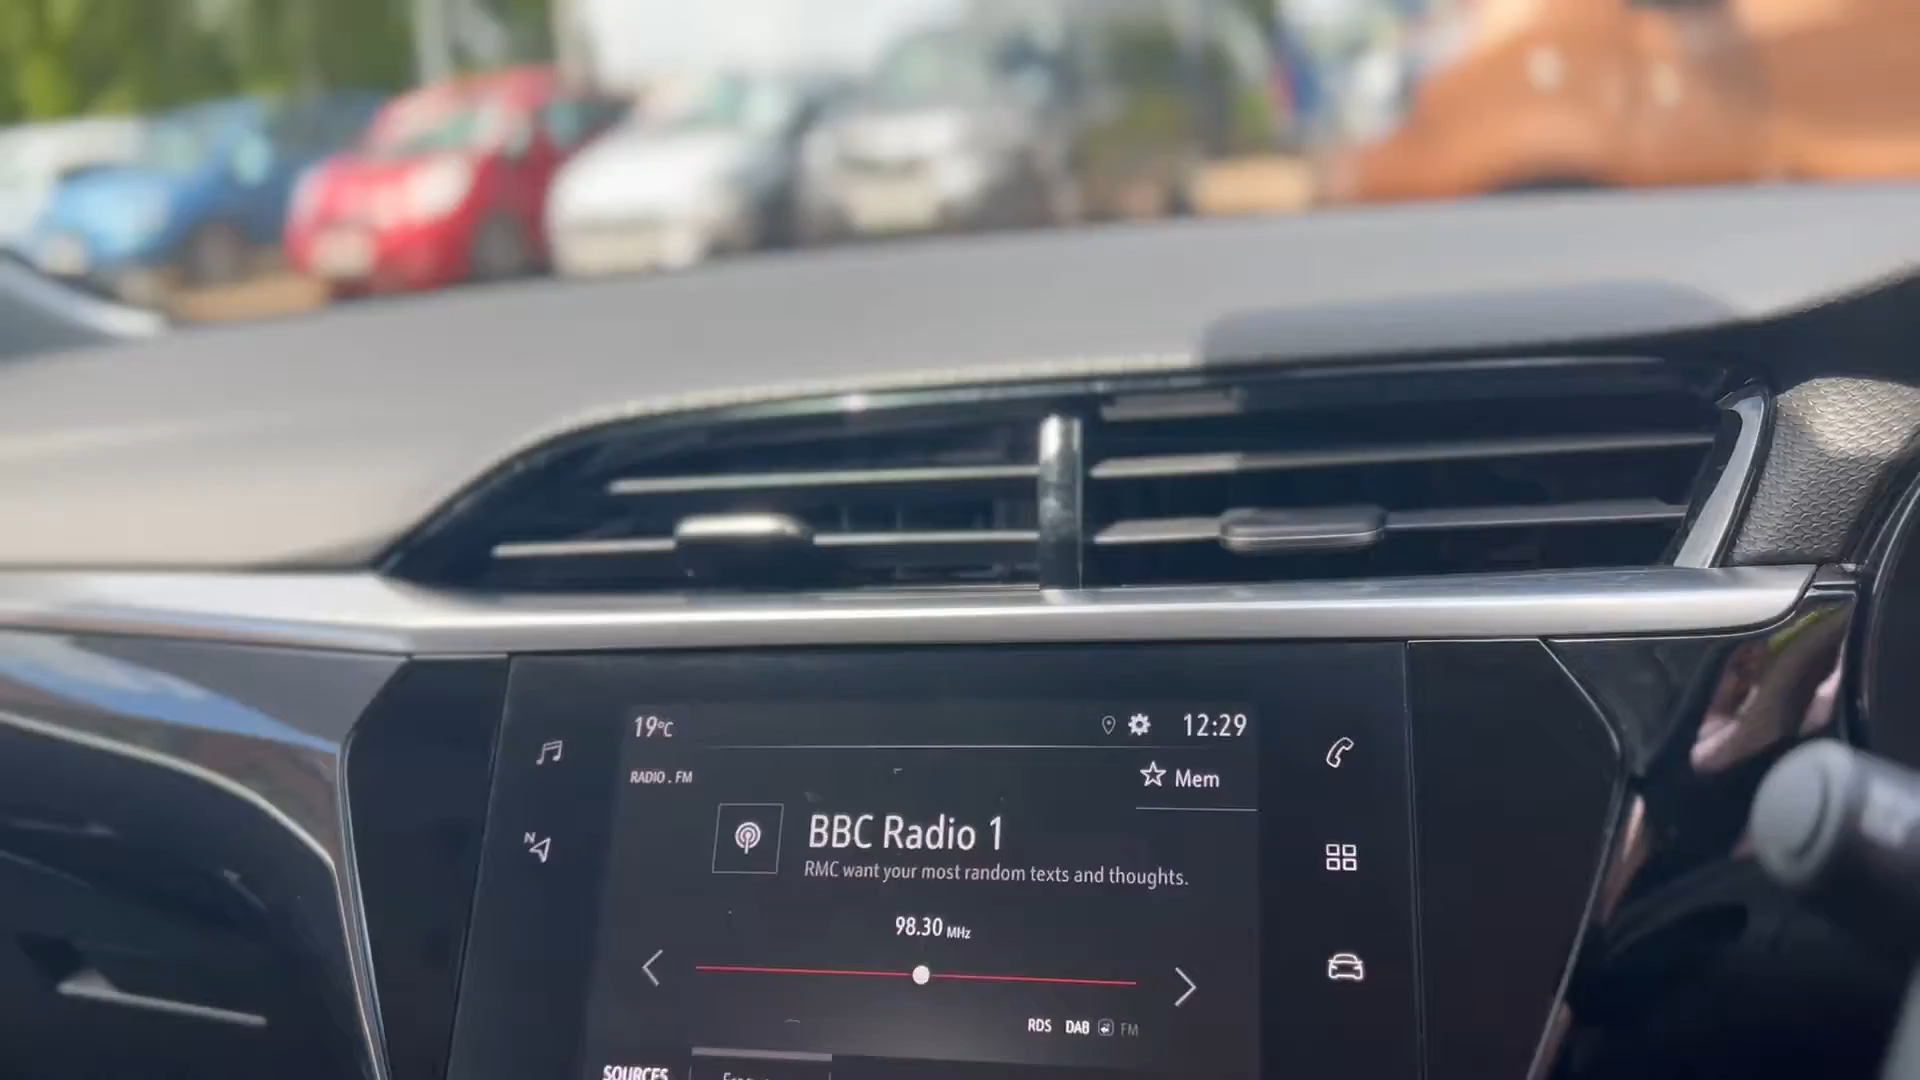 19°C
12:29
RADIO . FM
Mem
BBC Radio 1
RMC want your most random texts and thoughts.
98.30 MHz
N
RDS DAB FM
SOURCES